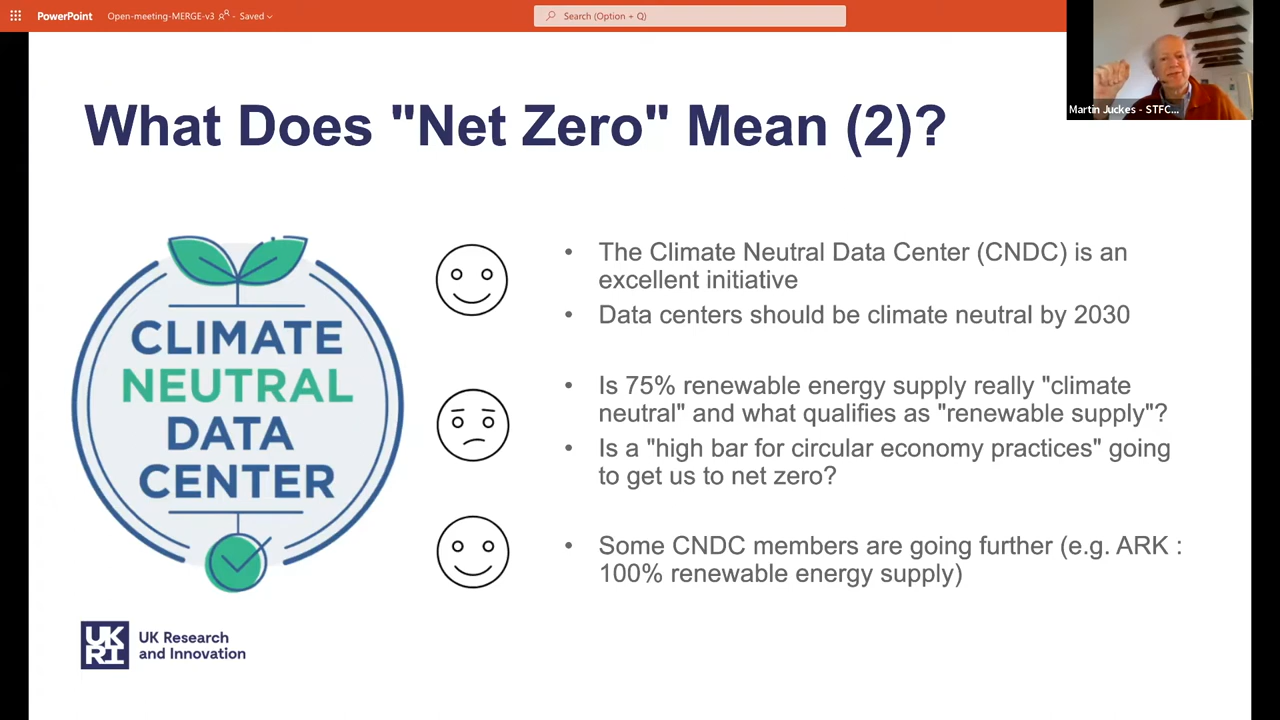 PowerPoint
Open-meeting-MERGE-v3 - Saved
Search (Option + Q)
Martin Juckes - STFC...
What Does "Net Zero" Mean (2)?
CLIMATE
NEUTRAL
DATA
CENTER
• The Climate Neutral Data Center (CNDC) is an
excellent initiative
• Data centers should be climate neutral by 2030
• Is 75% renewable energy supply really "climate
neutral" and what qualifies as "renewable supply"?
• Is a "high bar for circular economy practices" going
to get us to net zero?
• Some CNDC members are going further (e.g. ARK :
100% renewable energy supply)
UK
RI
UK Research
and Innovation